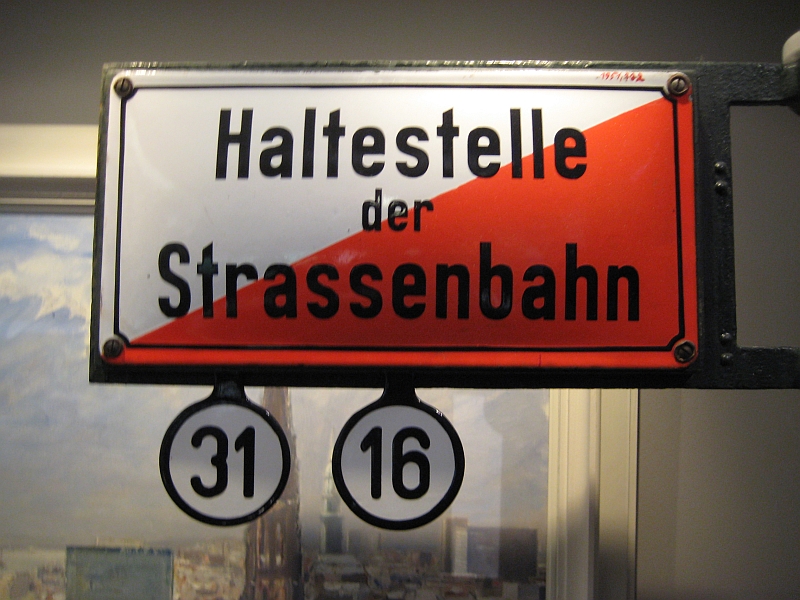 Haltestelle
der
Strassenbahn
31
16